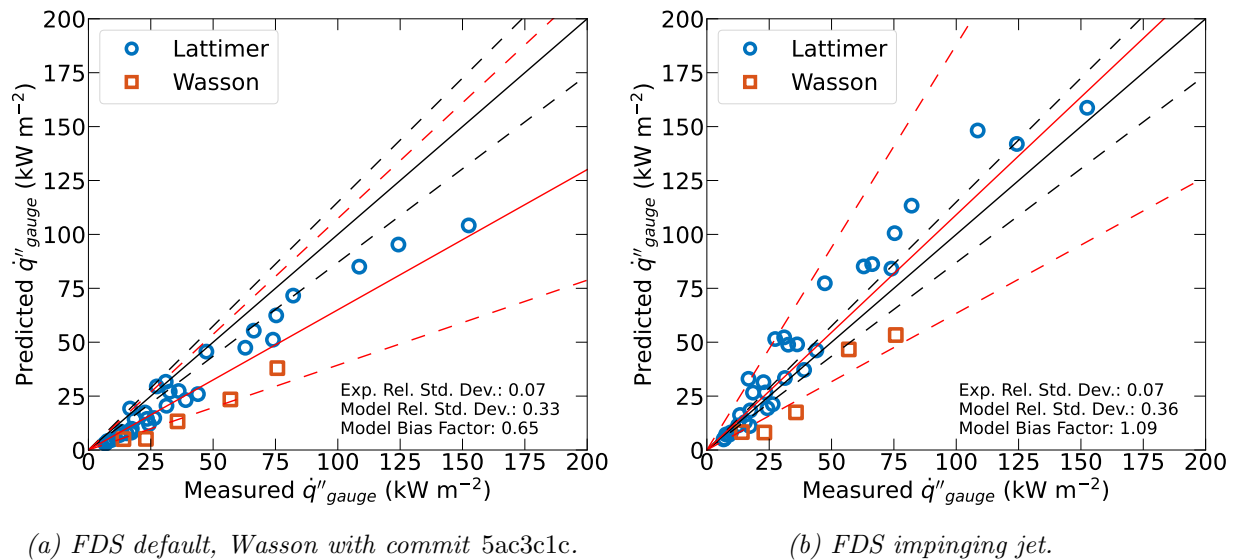 200
175
150
125
100
75
50
25
0
0 25 50 75 100 125 150 175 200
Predicted q̇″gauge (kW m−2)
Measured q̇″gauge (kW m−2)
Lattimer
Wasson
Exp. Rel. Std. Dev.: 0.07
Model Rel. Std. Dev.: 0.33
Model Bias Factor: 0.65
(a) FDS default, Wasson with commit 5ac3c1c.
200
175
150
125
100
75
50
25
0
0 25 50 75 100 125 150 175 200
Predicted q̇″gauge (kW m−2)
Measured q̇″gauge (kW m−2)
Lattimer
Wasson
Exp. Rel. Std. Dev.: 0.07
Model Rel. Std. Dev.: 0.36
Model Bias Factor: 1.09
(b) FDS impinging jet.